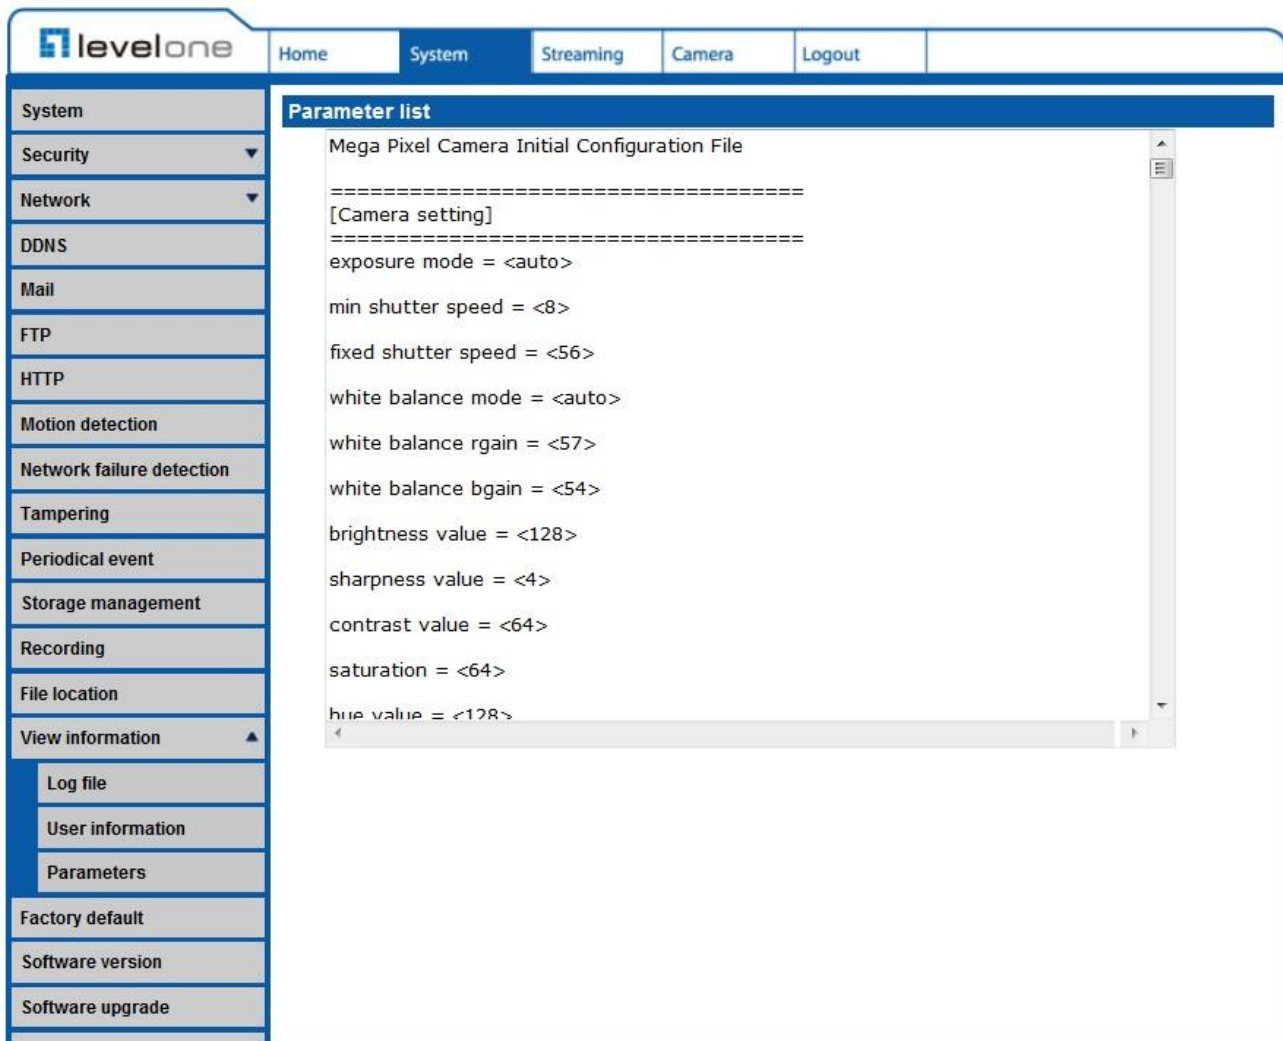 levelone
Home System Streaming Camera Logout
System
Security
Network
DDNS
Mail
FTP
HTTP
Motion detection
Network failure detection
Tampering
Periodical event
Storage management
Recording
File location
View information
Log file
User information
Parameters
Factory default
Software version
Software upgrade
Parameter list
Mega Pixel Camera Initial Configuration File
====================================
[Camera setting]
====================================
exposure mode = <auto>
min shutter speed = <8>
fixed shutter speed = <56>
white balance mode = <auto>
white balance rgain = <57>
white balance bgain = <54>
brightness value = <128>
sharpness value = <4>
contrast value = <64>
saturation = <64>
hue value = <128>